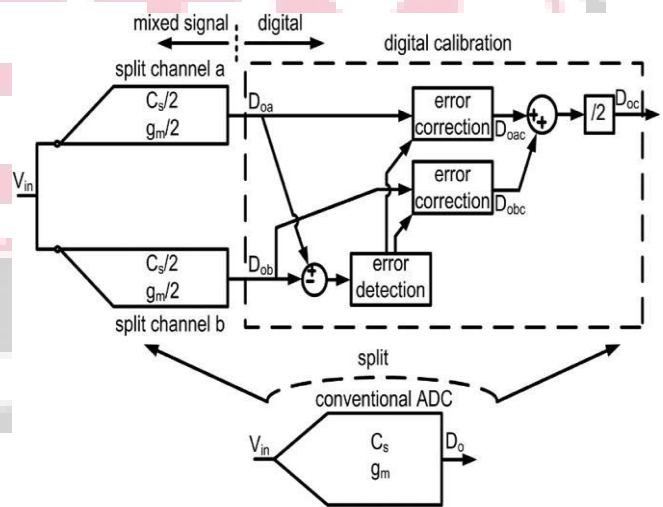 mixed signal digital
digital calibration
split channel a
Cs/2
gm/2
Doa
error
correction
Doac
+
+
/2
Doc
error
correction
Dobc
Vin
Cs/2
gm/2
Dob
+
-
error
detection
split channel b
split
conventional ADC
Vin
Cs
gm
Do